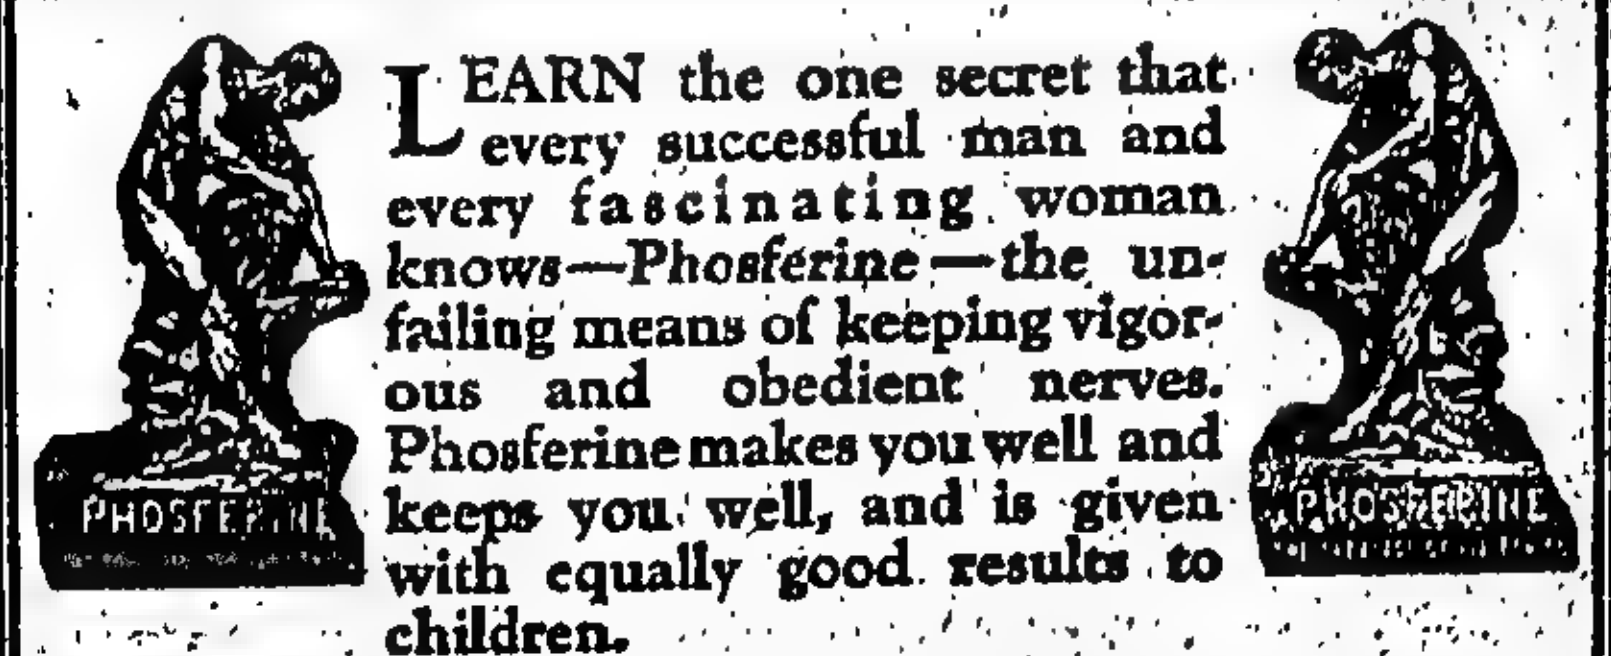 LEARN the one secret that
every successful man and
every fascinating woman
knows—Phosferine—the un-
failing means of keeping vigor-
ous and obedient nerves.
Phosferine makes you well and
keeps you well, and is given
with equally good results to
children.
PHOSFERINE
PHOSFERINE